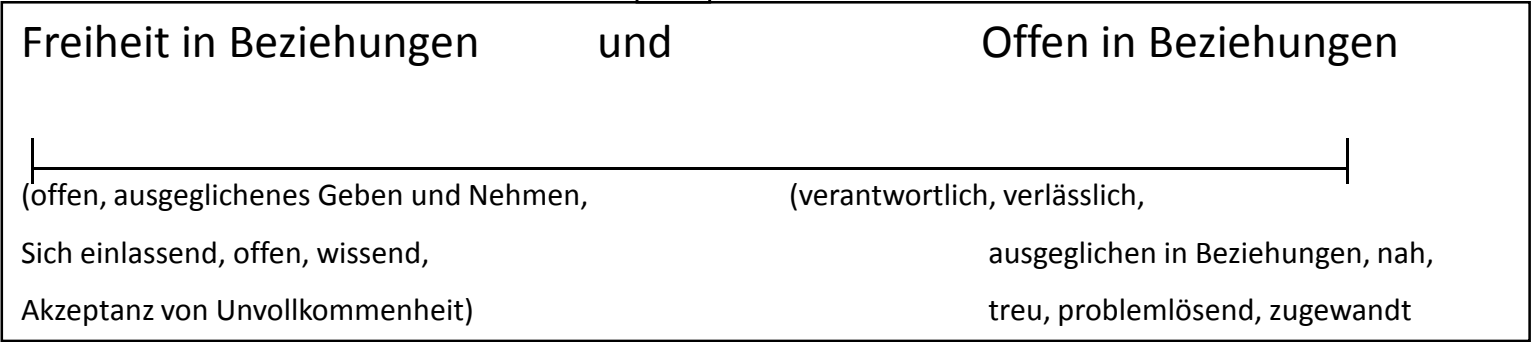 Freiheit in Beziehungen und Offen in Beziehungen
(offen, ausgeglichenes Geben und Nehmen, (verantwortlich, verlässlich,
Sich einlassend, offen, wissend, ausgeglichen in Beziehungen, nah,
Akzeptanz von Unvollkommenheit) treu, problemlösend, zugewandt